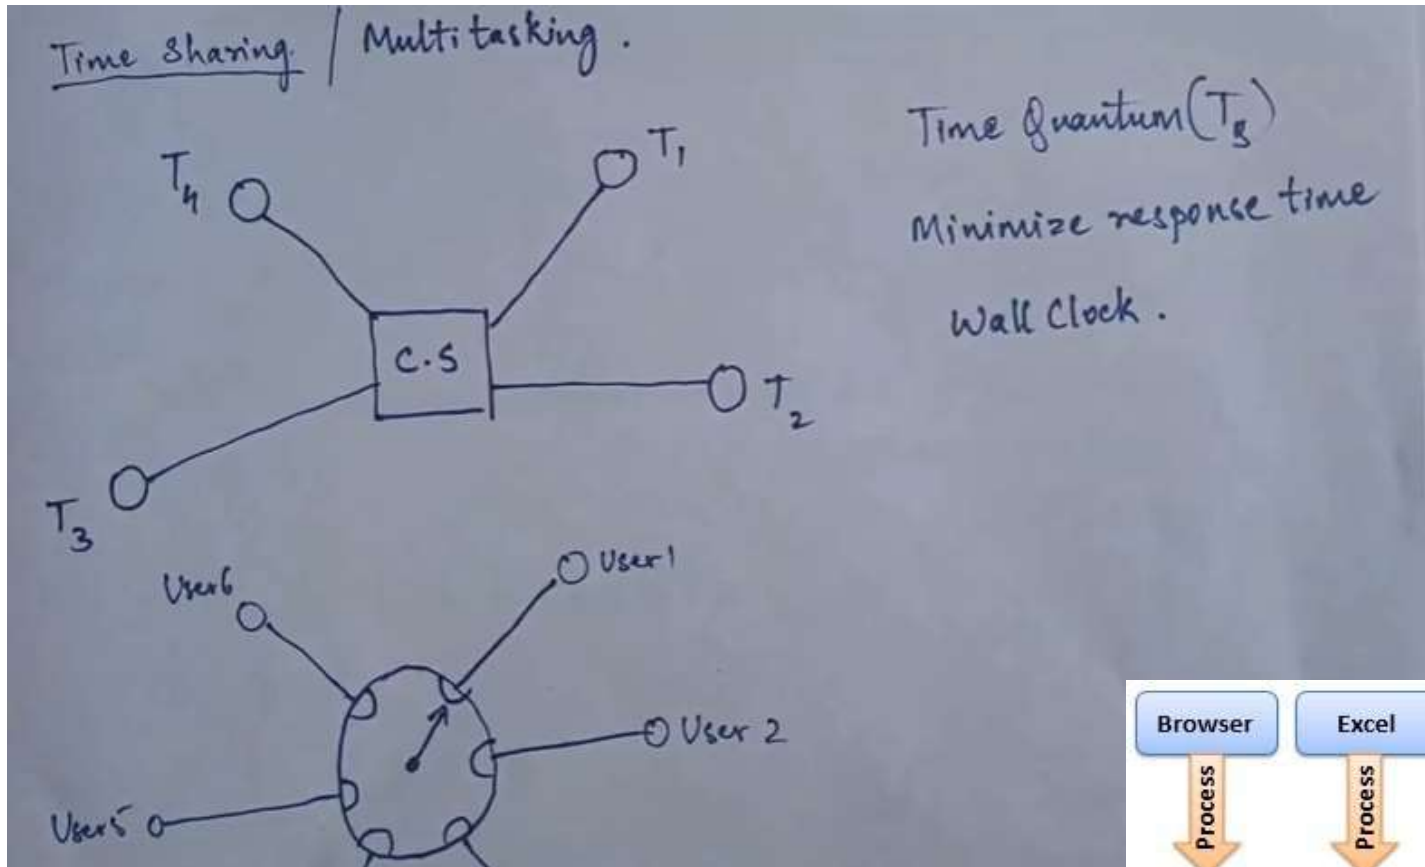 Time Sharing / Multitasking.
Time Quantum(Ts)
Minimize response time
Wall Clock.
T4
T1
C.S
T2
T3
User6
User1
User 2
User5
Browser
Excel
Process
Process